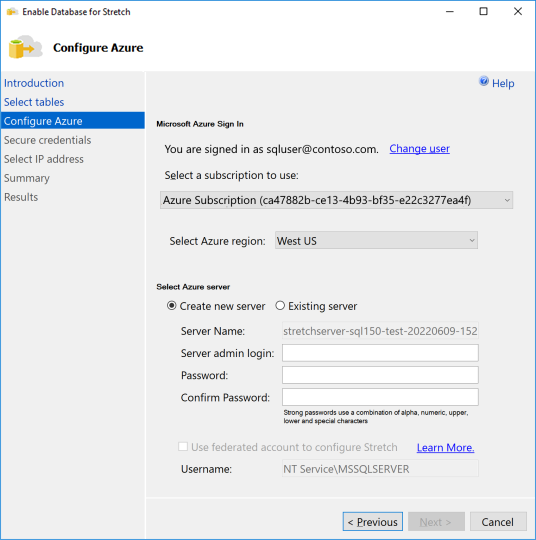 Enable Database for Stretch
Configure Azure
Introduction
Select tables
Configure Azure
Secure credentials
Select IP address
Summary
Results
Help
Microsoft Azure Sign In
You are signed in as sqluser@contoso.com. Change user
Select a subscription to use:
Azure Subscription (ca47882b-ce13-4b93-bf35-e22c3277ea4f)
Select Azure region: West US
Select Azure server
Create new server Existing server
Server Name: stretchserver-sql150-test-20220609-152
Server admin login:
Password:
Confirm Password:
Strong passwords use a combination of alpha, numeric, upper,
lower and special characters
Use federated account to configure Stretch Learn More.
Username: NT Service\MSSQLSERVER
< Previous Next > Cancel